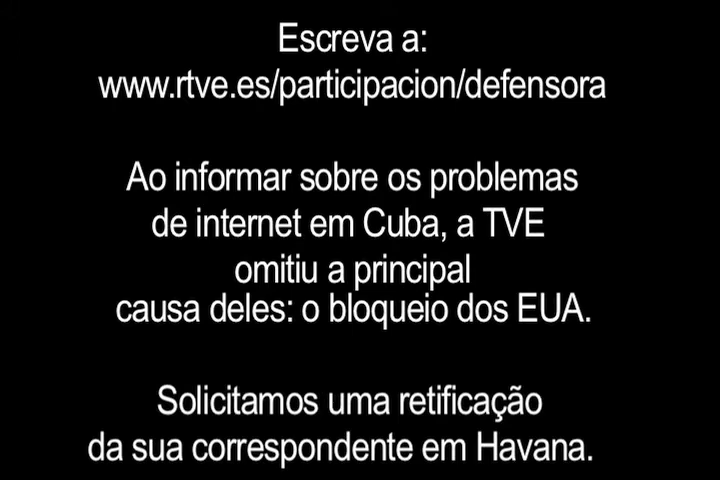 Escreva a:
www.rtve.es/participacion/defensora
Ao informar sobre os problemas
de internet em Cuba, a TVE
omitiu a principal
causa deles: o bloqueio dos EUA.
Solicitamos uma retificação
da sua correspondente em Havana.